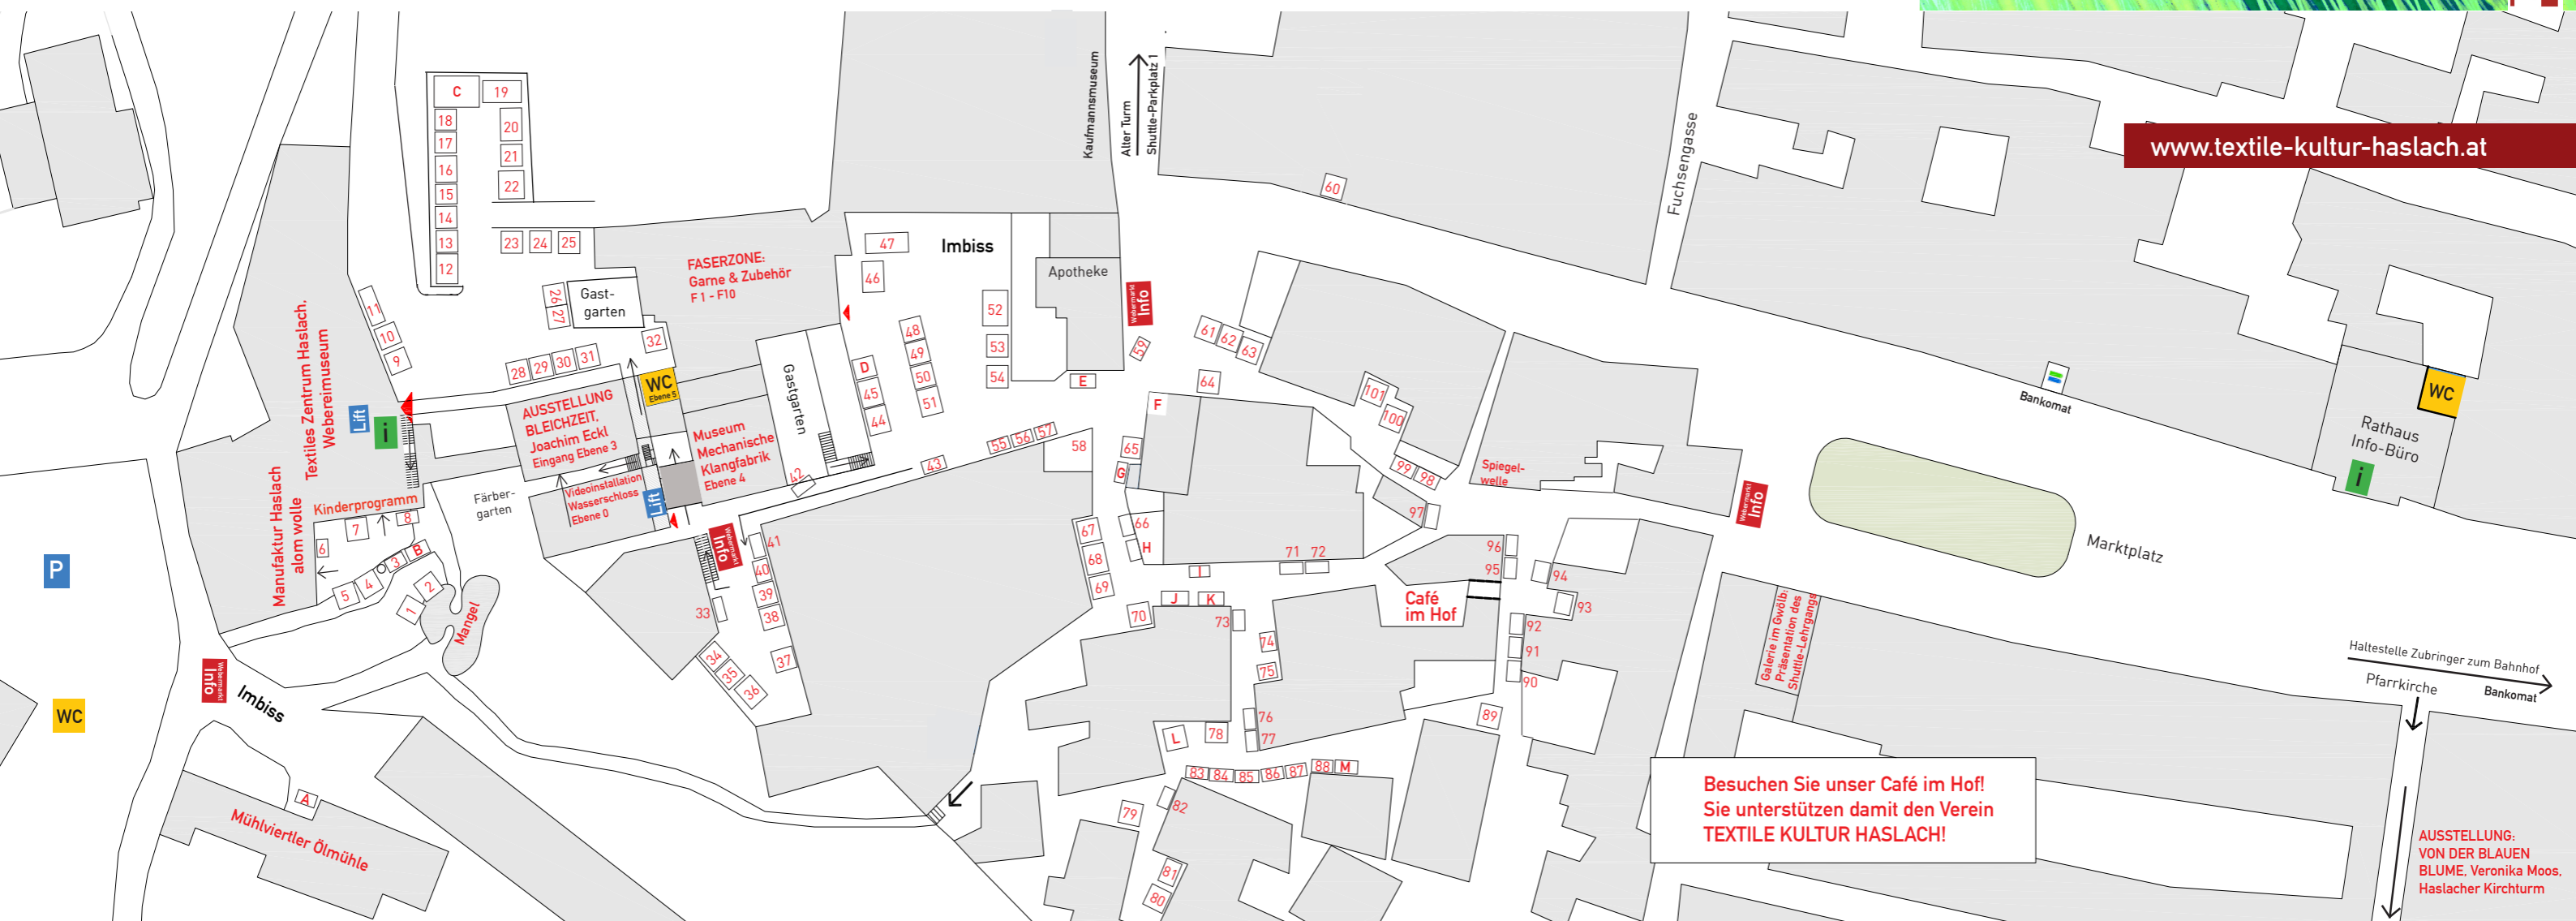 www.textile-kultur-haslach.at
C
19
18
20
17
21
16
22
15
14
13
12
23
24
25
26
27
Gast-
garten
11
10
9
28
29
30
31
32
FASERZONE:
Garne & Zubehör
F 1 - F10
47
46
Imbiss
Kaufmannsmuseum
Alter Turm
Shuttle-Parkplatz 1
Apotheke
52
53
54
48
49
50
51
D
45
44
E
Webermarkt
Info
59
60
Fuchsengasse
61
62
63
64
F
65
G
66
H
101
100
99
98
97
Spiegel-
welle
Webermarkt
Info
Bankomat
WC
Rathaus
Info-Büro
i
Marktplatz
Textiles Zentrum Haslach,
Webereimuseum
Lift
i
AUSSTELLUNG
BLEICHZEIT,
Joachim Eckl
Eingang Ebene 3
WC
Ebene 5
Museum
Mechanische
Klangfabrik
Ebene 4
Gastgarten
42
43
55
56
57
58
Videoinstallation
Wasserschloss
Ebene 0
Lift
Färber-
garten
Manufaktur Haslach
alom wolle
Kinderprogramm
7
8
6
B
3
4
5
2
1
Mangel
P
WC
Webermarkt
Info
Imbiss
A
Mühlviertler Ölmühle
Webermarkt
Info
41
40
39
38
37
33
34
35
36
67
68
69
I
71
72
J
K
70
73
74
75
76
77
78
L
96
95
94
93
92
91
90
89
Café
im Hof
83
84
85
86
87
88
M
79
82
81
80
Galerie im Gwölb:
Präsentation des
Shuttle-Lehrgangs
Haltestelle Zubringer zum Bahnhof
Bankomat
Pfarrkirche
Besuchen Sie unser Café im Hof!
Sie unterstützen damit den Verein
TEXTILE KULTUR HASLACH!
AUSSTELLUNG:
VON DER BLAUEN
BLUME, Veronika Moos,
Haslacher Kirchturm